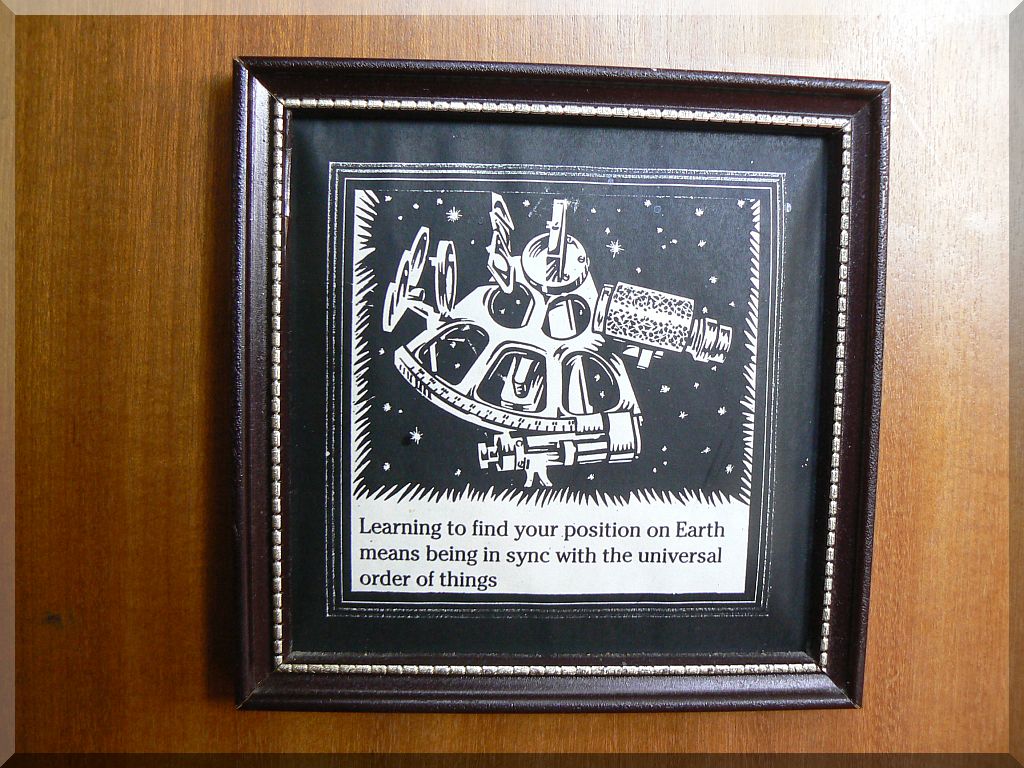 Learning to find your position on Earth
means being in sync with the universal
order of things